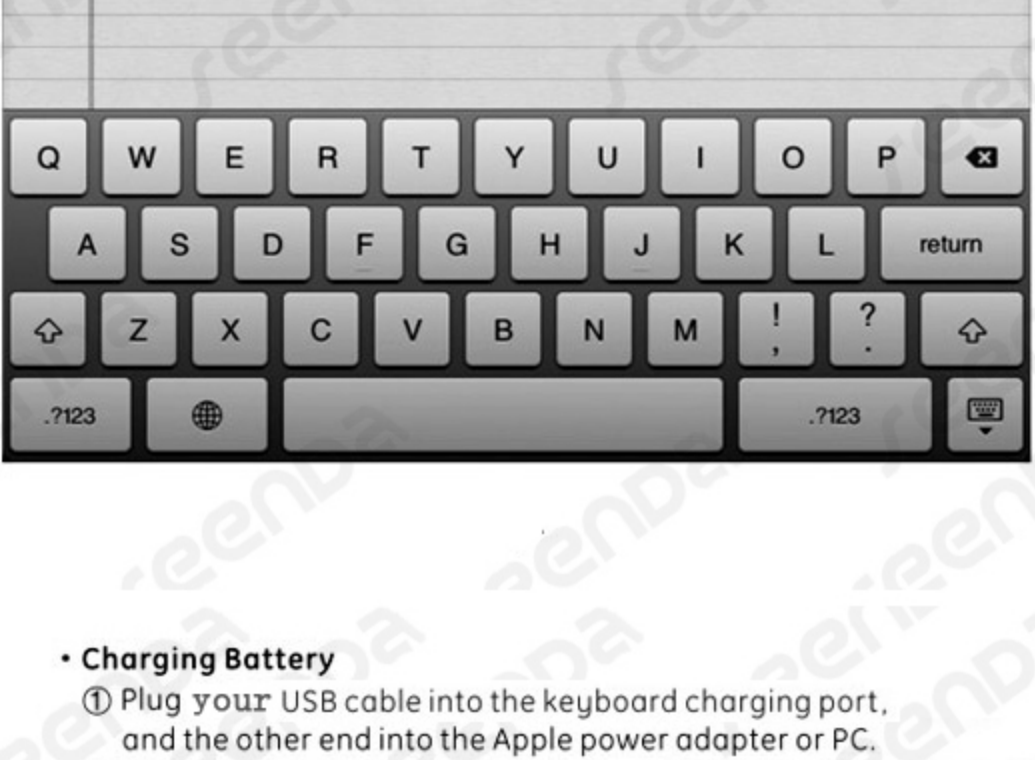 Q W E R T Y U I O P
A S D F G H J K L return
Z X C V B N M ! , ? .
.?123 .?123
seenda
• Charging Battery
① Plug your USB cable into the keyboard charging port,
and the other end into the Apple power adapter or PC.